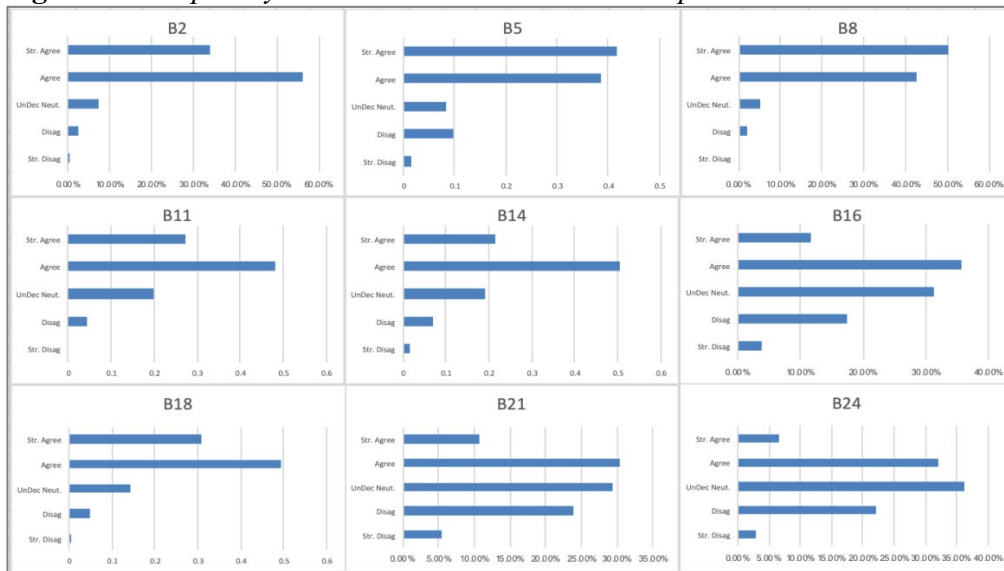 B2
Str. Agree
Agree
UnDec Neut.
Disag
Str. Disag
0.00% 10.00% 20.00% 30.00% 40.00% 50.00% 60.00%
B5
Str. Agree
Agree
UnDec Neut.
Disag
Str. Disag
0 0.1 0.2 0.3 0.4 0.5
B8
Str. Agree
Agree
UnDec Neut.
Disag
Str. Disag
0.00% 10.00% 20.00% 30.00% 40.00% 50.00% 60.00%
B11
Str. Agree
Agree
UnDec Neut.
Disag
Str. Disag
0 0.1 0.2 0.3 0.4 0.5 0.6
B14
Str. Agree
Agree
UnDec Neut.
Disag
Str. Disag
0 0.1 0.2 0.3 0.4 0.5 0.6
B16
Str. Agree
Agree
UnDec Neut.
Disag
Str. Disag
0.00% 10.00% 20.00% 30.00% 40.00%
B18
Str. Agree
Agree
UnDec Neut.
Disag
Str. Disag
0 0.1 0.2 0.3 0.4 0.5 0.6
B21
Str. Agree
Agree
UnDec Neut.
Disag
Str. Disag
0.00% 5.00% 10.00% 15.00% 20.00% 25.00% 30.00% 35.00%
B24
Str. Agree
Agree
UnDec Neut.
Disag
Str. Disag
0.00% 5.00% 10.00% 15.00% 20.00% 25.00% 30.00% 35.00% 40.00%